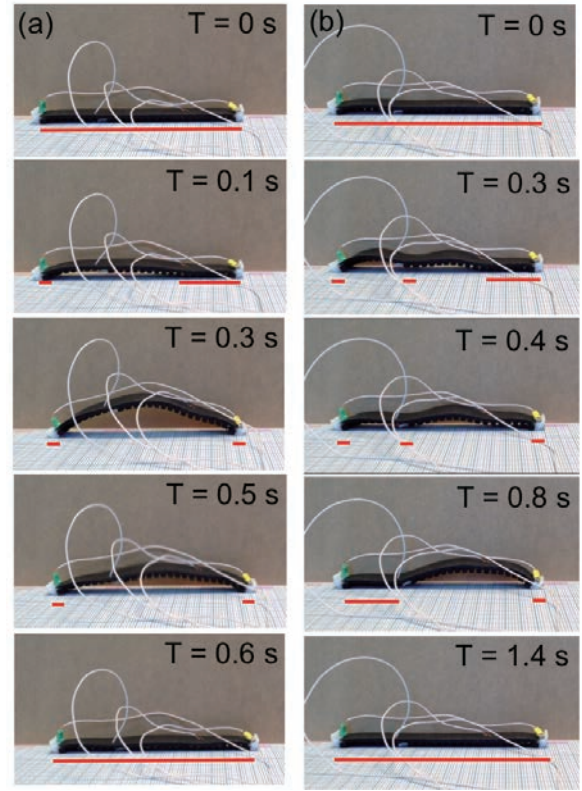 (a)
T = 0 s
T = 0.1 s
T = 0.3 s
T = 0.5 s
T = 0.6 s
(b)
T = 0 s
T = 0.3 s
T = 0.4 s
T = 0.8 s
T = 1.4 s